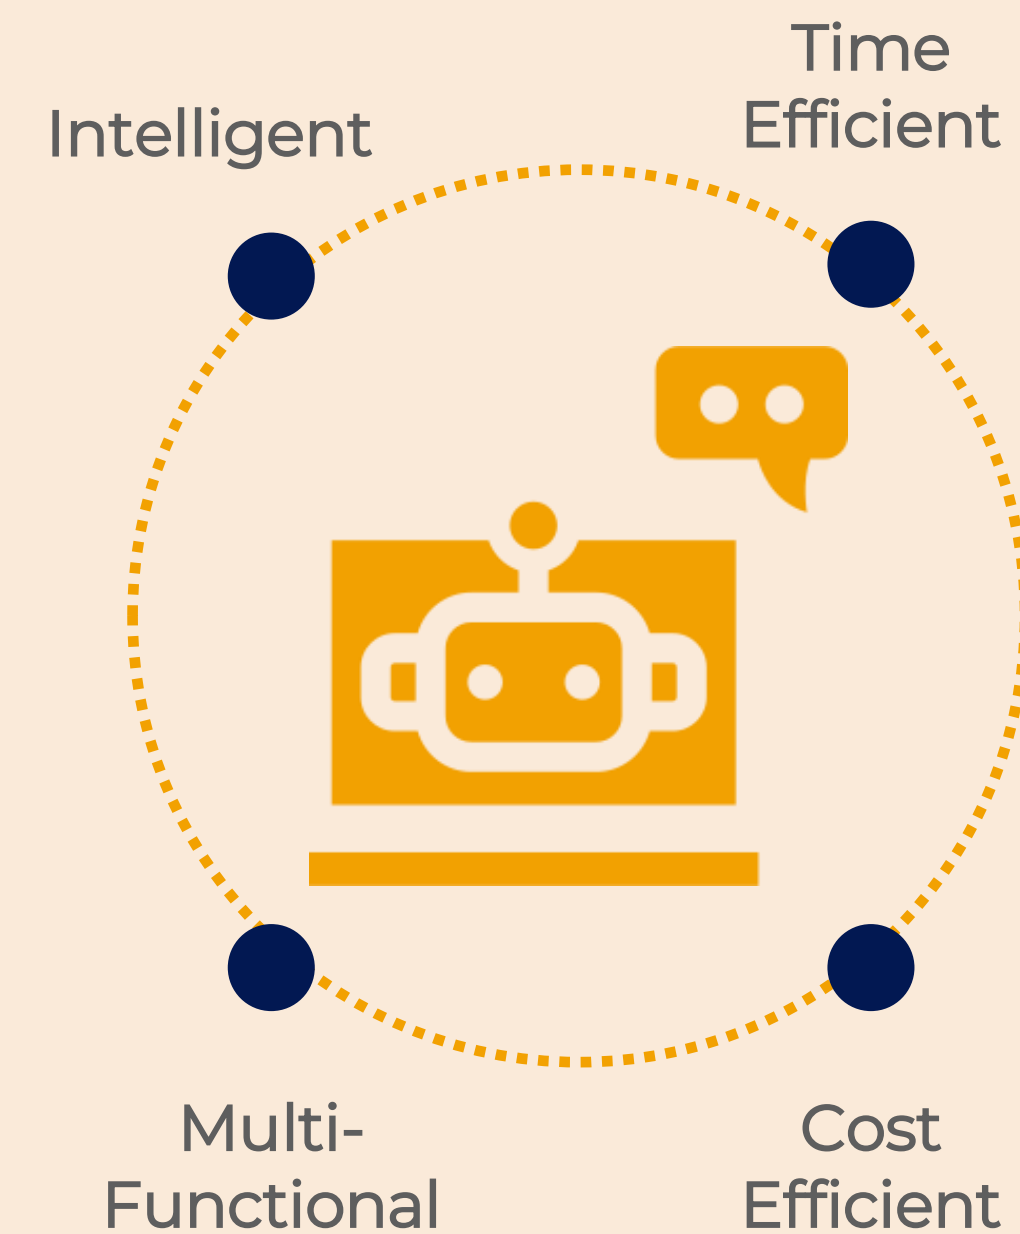 Intelligent
Time
Efficient
Multi-
Functional
Cost
Efficient